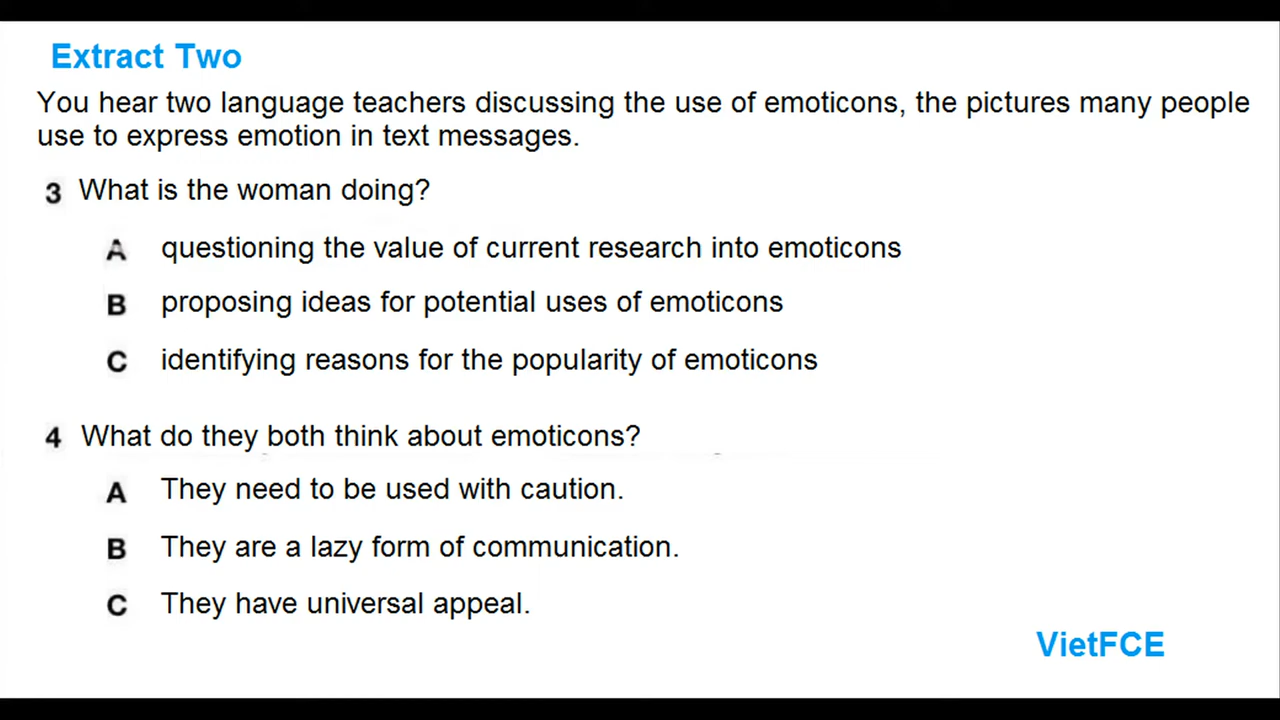 Extract Two
You hear two language teachers discussing the use of emoticons, the pictures many people
use to express emotion in text messages.
3 What is the woman doing?
A questioning the value of current research into emoticons
B proposing ideas for potential uses of emoticons
C identifying reasons for the popularity of emoticons
4 What do they both think about emoticons?
A They need to be used with caution.
B They are a lazy form of communication.
C They have universal appeal.
VietFCE